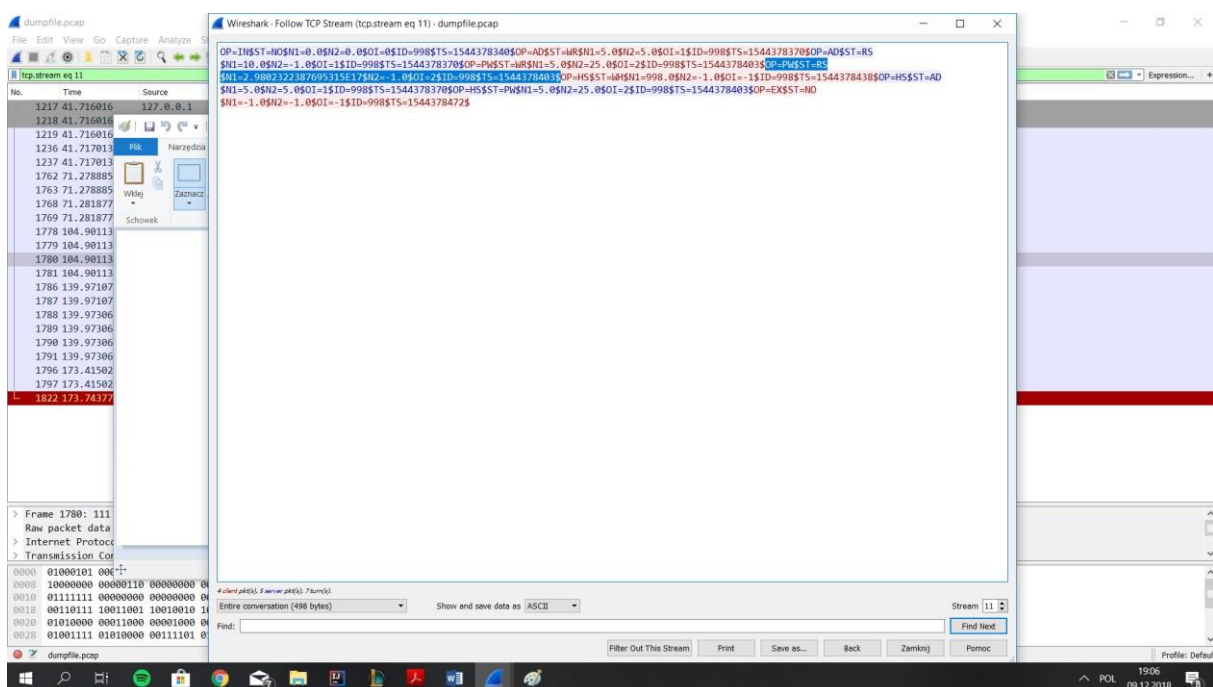 dumpfile.pcap
Wireshark · Follow TCP Stream (tcp.stream eq 11) · dumpfile.pcap
File Edit View Go Capture Analyze
OP=IN$ST=NO$N1=0.0$N2=0.0$OI=0$ID=998$TS=1544378340$OP=AD$ST=WR$N1=5.0$N2=5.0$OI=1$ID=998$TS=1544378370$OP=AD$ST=RS
$N1=10.0$N2=-1.0$OI=1$ID=998$TS=1544378370$OP=PW$ST=WR$N1=5.0$N2=25.0$OI=2$ID=998$TS=1544378403$OP=PW$ST=RS
$N1=2.9802322387695315E17$N2=-1.0$OI=2$ID=998$TS=1544378403$OP=HS$ST=WH$N1=998.0$N2=-1.0$OI=-1$ID=998$TS=1544378438$OP=HS$ST=AD
$N1=5.0$N2=5.0$OI=1$ID=998$TS=1544378370$OP=HS$ST=PW$N1=5.0$N2=25.0$OI=2$ID=998$TS=1544378403$OP=EX$ST=NO
$N1=-1.0$N2=-1.0$OI=-1$ID=998$TS=1544378472$
tcp.stream eq 11
Expression... +
No. Time Source
1217 41.716016 127.0.0.1
1218 41.716016
1219 41.716016
1236 41.717013
1237 41.717013
1762 71.278885
1763 71.278885
1768 71.281877
1769 71.281877
1778 104.90113
1779 104.90113
1780 104.90113
1781 104.90113
1786 139.97107
1787 139.97107
1788 139.97306
1789 139.97306
1790 139.97306
1791 139.97306
1796 173.41502
1797 173.41502
1822 173.74377
Plik Narzędzia
Wklej
Zaznacz
Schowek
> Frame 1780: 111
Raw packet data
> Internet Protoco
> Transmission Con
0000 01000101 000
0008 10000000 00000110 00000000 0
0010 01111111 00000000 00000000 0
0018 00110111 10011001 10010010 1
0020 01010000 00011000 00001000 0
0028 01001111 01010000 00111101 0
4 client pkt(s), 5 server pkt(s), 7 turn(s).
Entire conversation (498 bytes)
Show and save data as ASCII
Stream 11
Find:
Find Next
Filter Out This Stream Print Save as... Back Zamknij Pomoc
dumpfile.pcap
Profile: Defaul
POL
19:06
09.12.2018